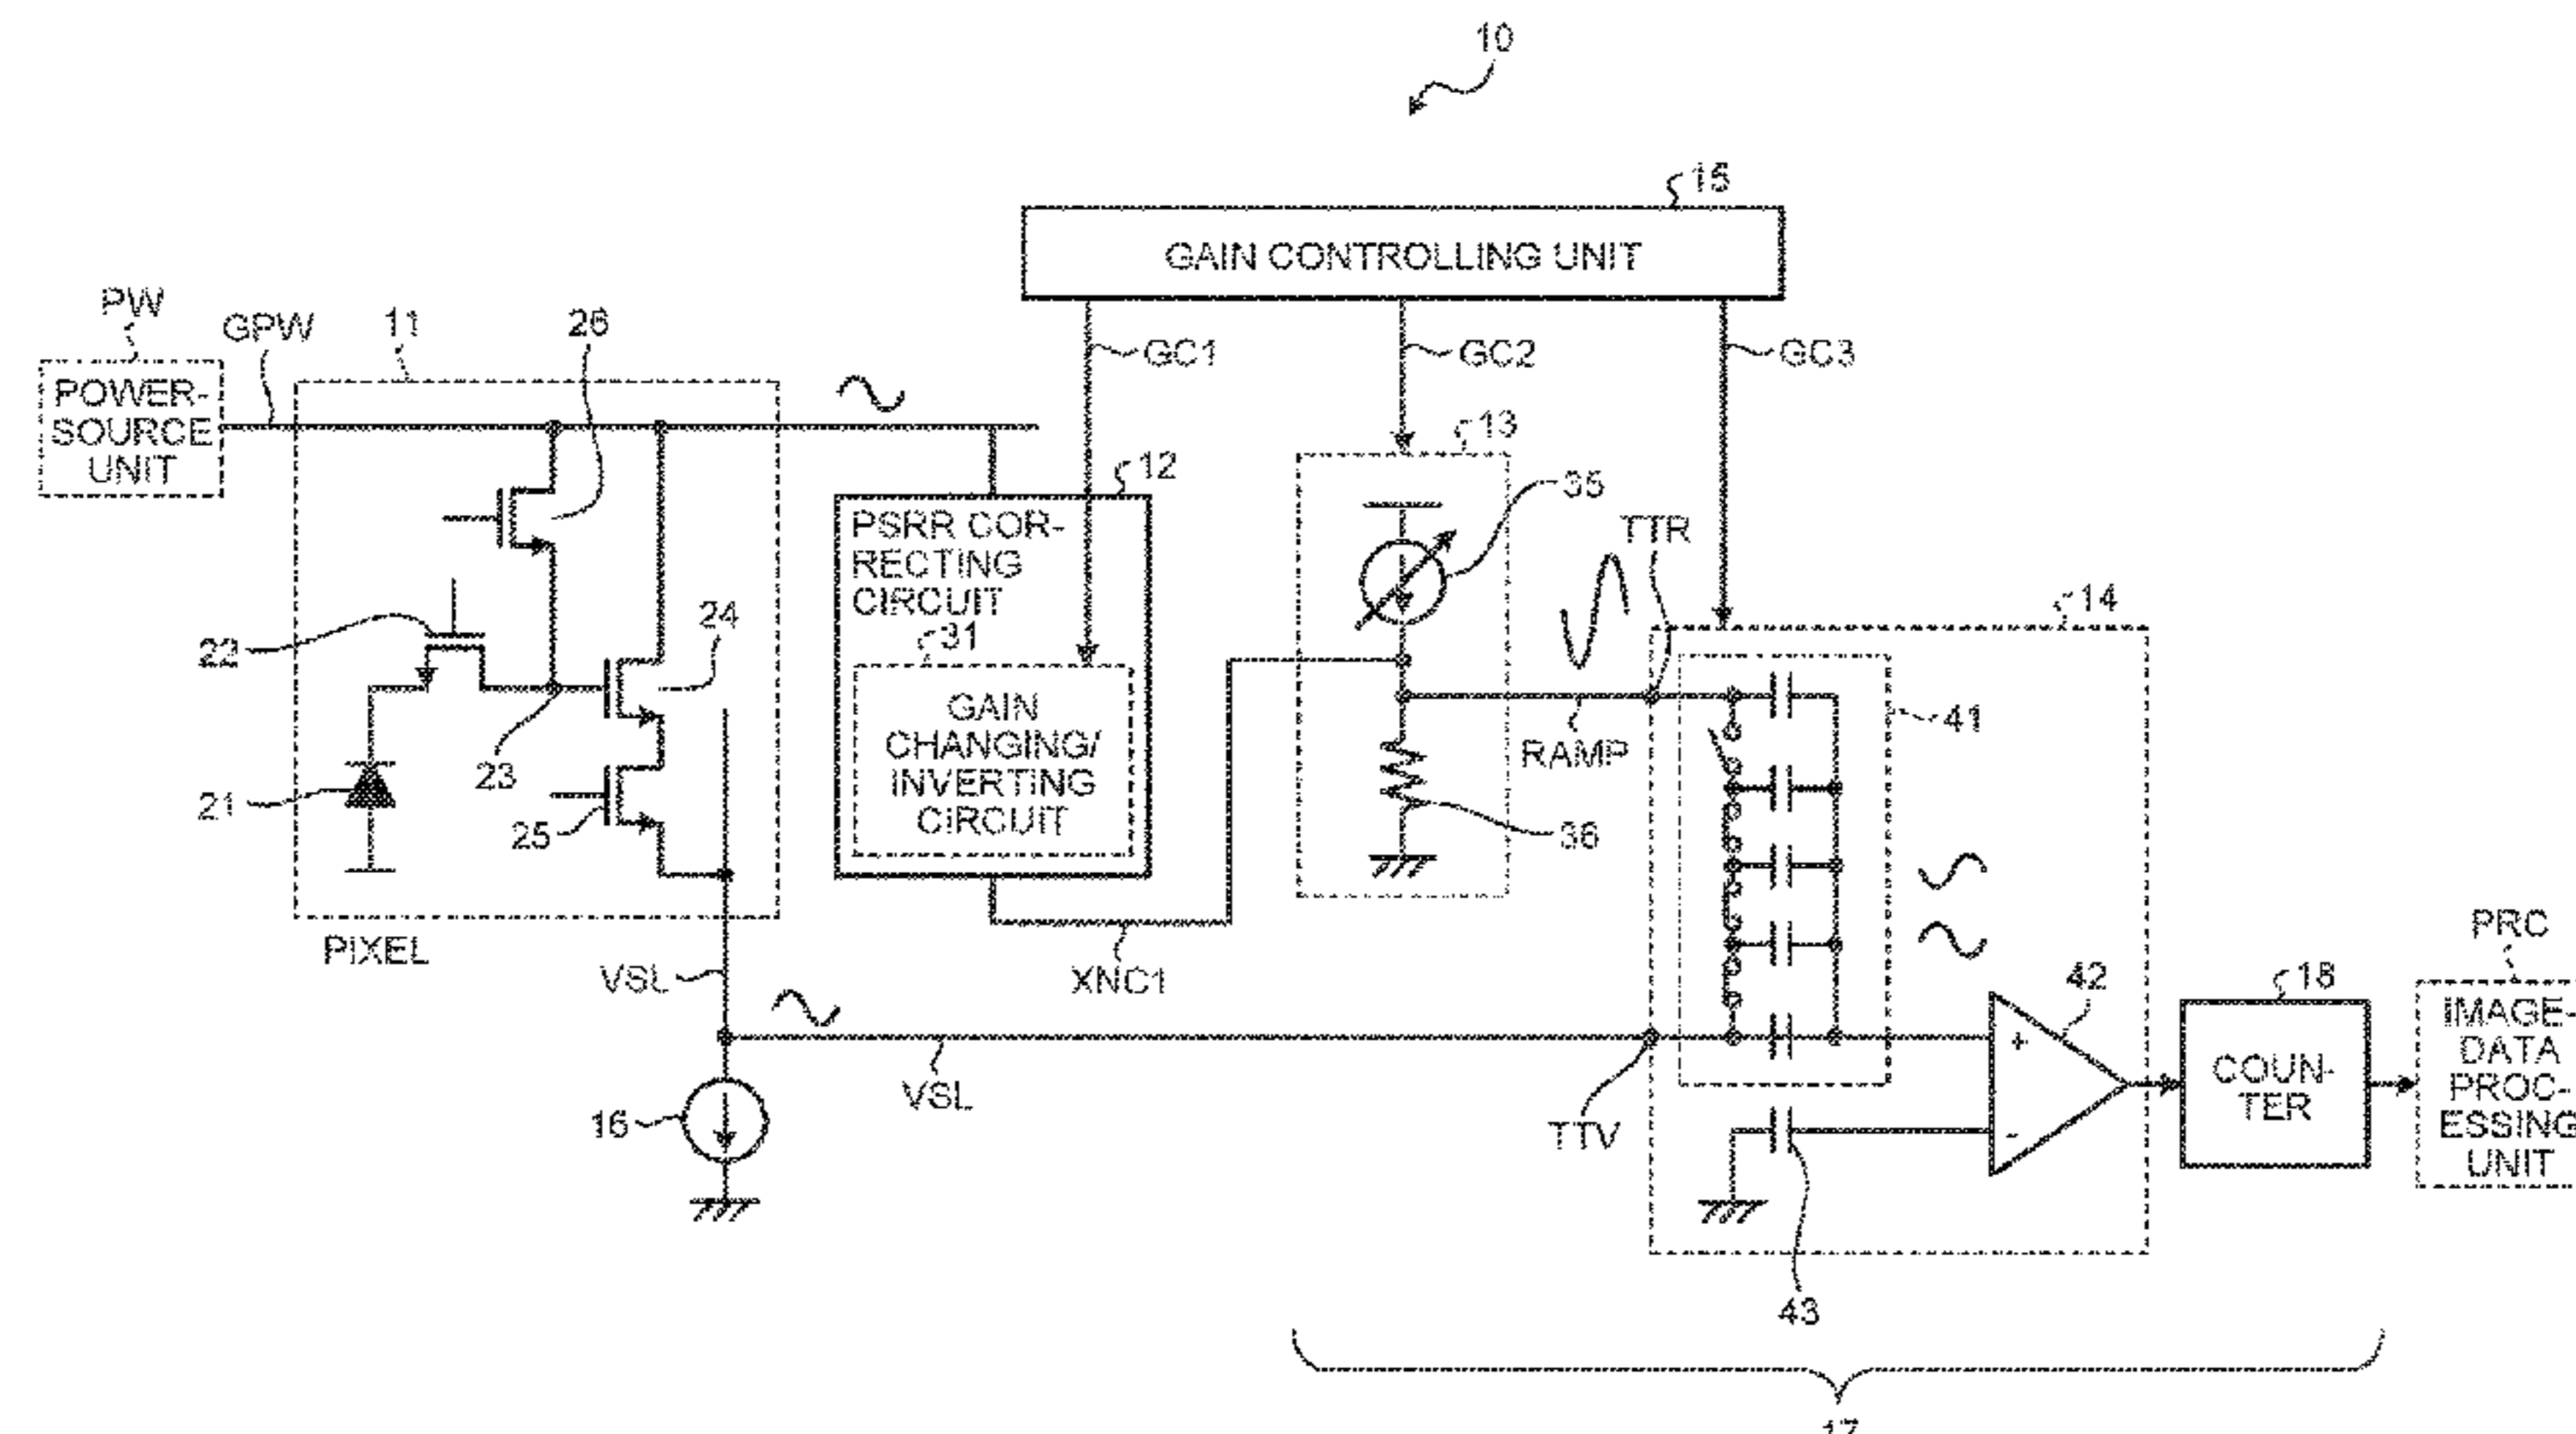 10
15
GAIN CONTROLLING UNIT
PW
GPW
11
26
GC1
GC2
GC3
POWER-
SOURCE
UNIT
12
13
PSRR COR-
RECTING
CIRCUIT
35
TTR
22
24
31
14
GAIN
CHANGING/
INVERTING
CIRCUIT
41
RAMP
23
21
25
36
PIXEL
VSL
XNC1
PRC
42
18
IMAGE-
DATA
PROC-
ESSING
UNIT
+
-
COUN-
TER
VSL
16
TTV
43
17